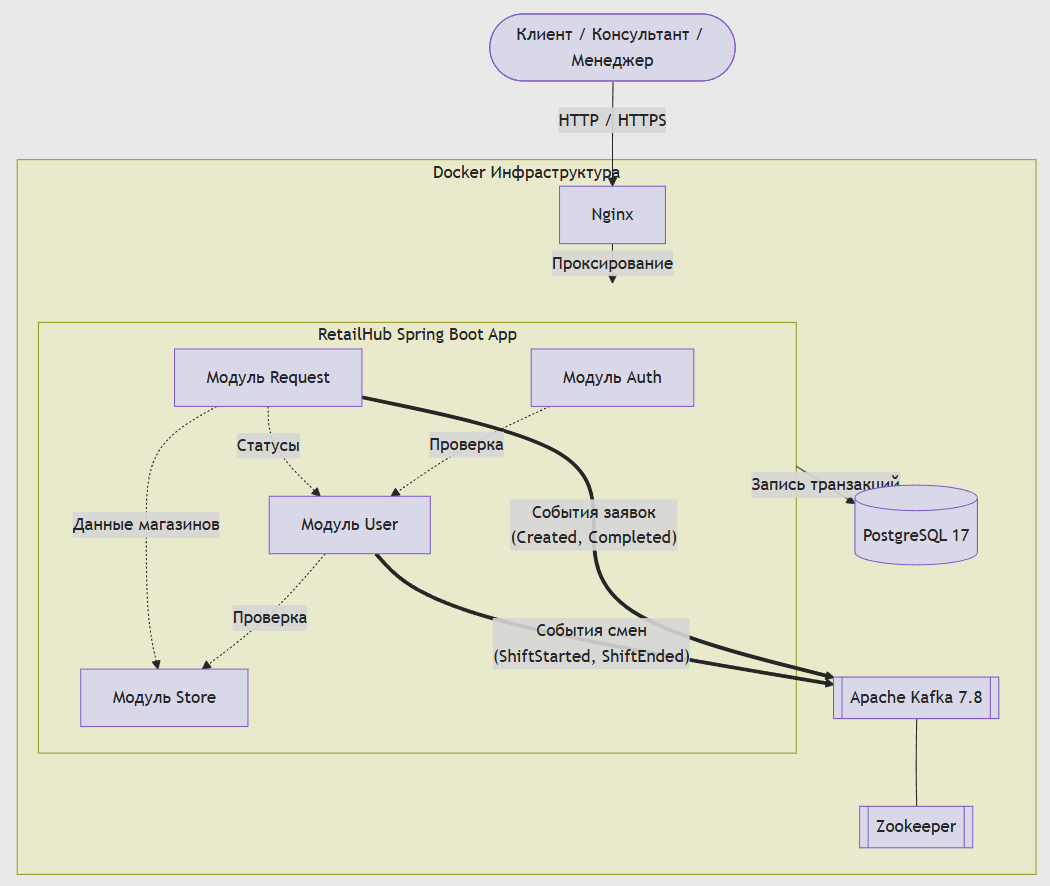 Клиент / Консультант /
Менеджер
HTTP / HTTPS
Docker Инфраструктура
Nginx
Проксирование
RetailHub Spring Boot App
Модуль Request
Модуль Auth
Статусы
Проверка
Запись транзакций
Данные магазинов
Модуль User
События заявок
(Created, Completed)
PostgreSQL 17
Проверка
События смен
(ShiftStarted, ShiftEnded)
Модуль Store
Apache Kafka 7.8
Zookeeper